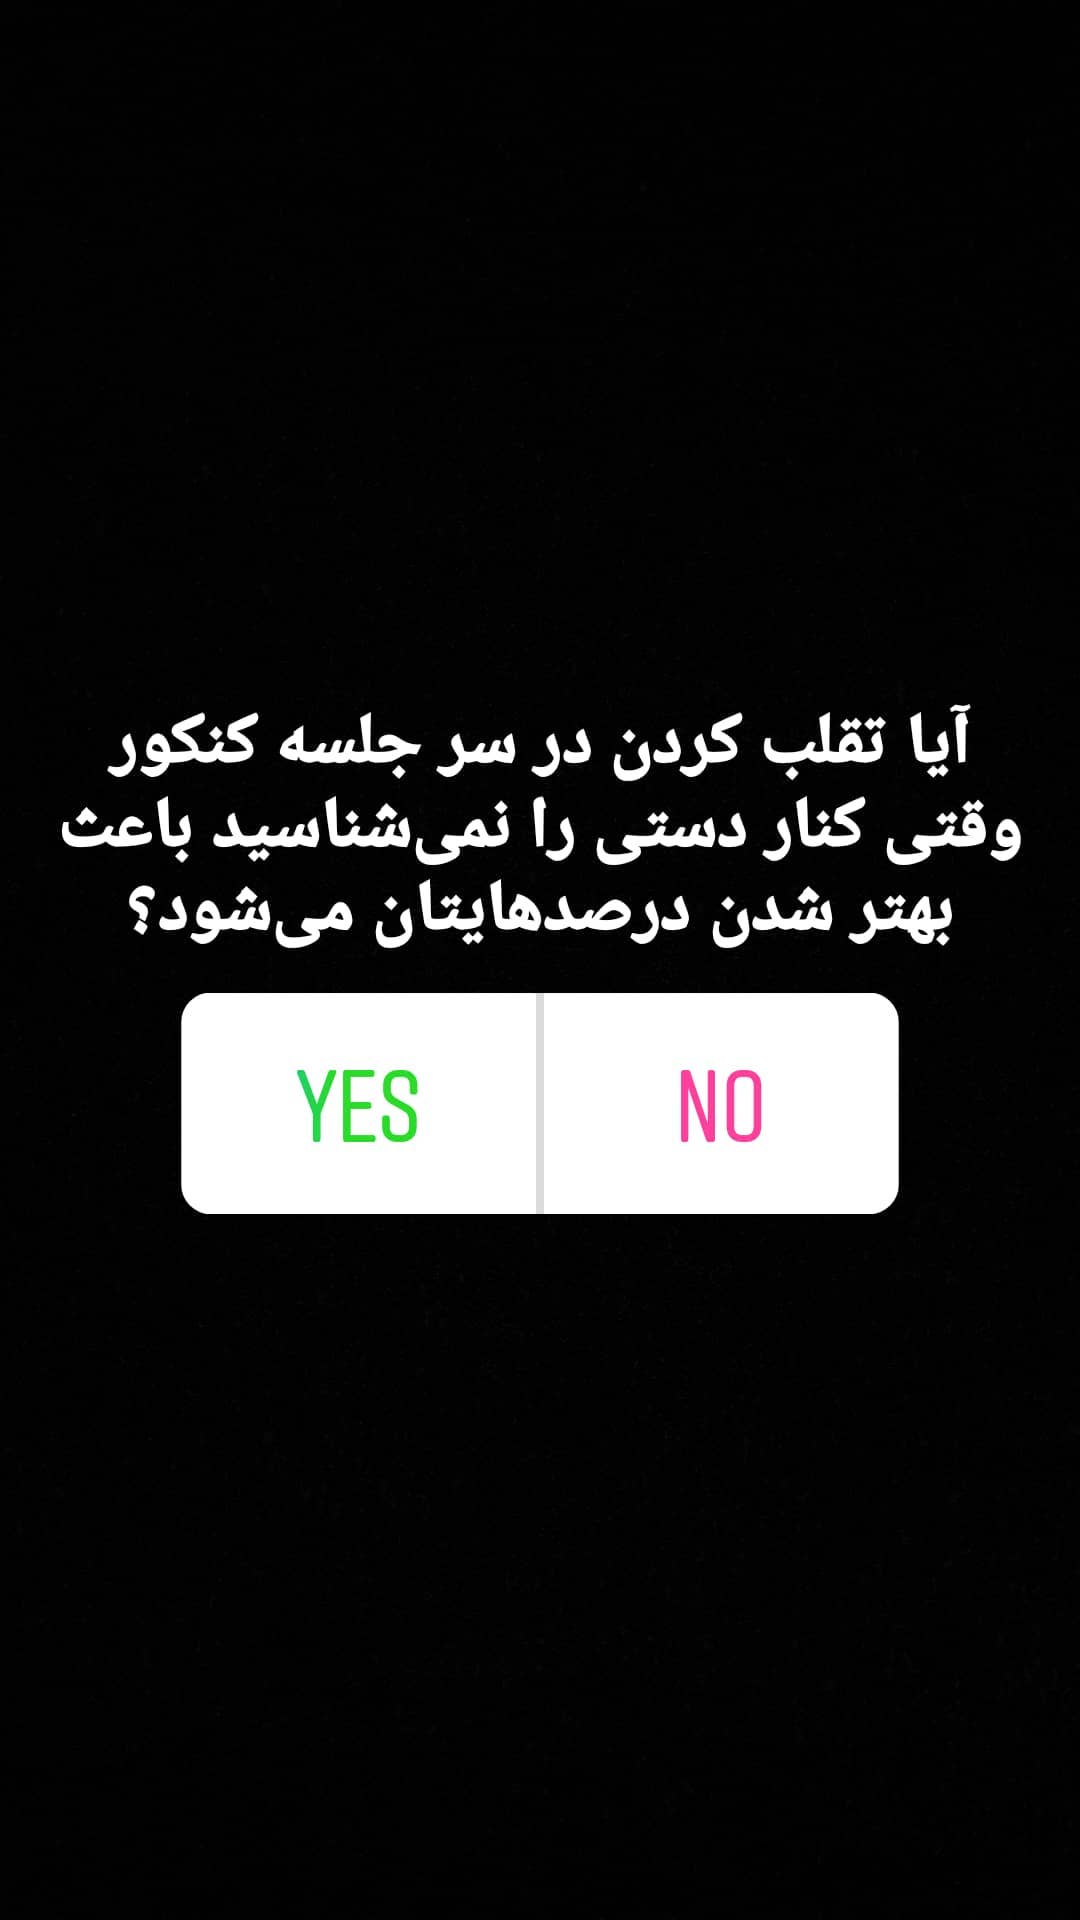 آیا تقلب کردن در سر جلسه کنکور
وقتی کنار دستی را نمی‌شناسید باعث
بهتر شدن درصدهایتان می‌شود؟
YES NO